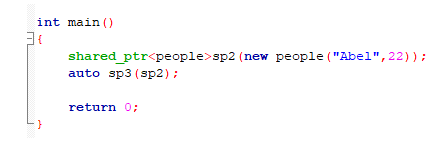 int main()
{
shared_ptr<people>sp2(new people("Abel",22));
auto sp3(sp2);
return 0;
}